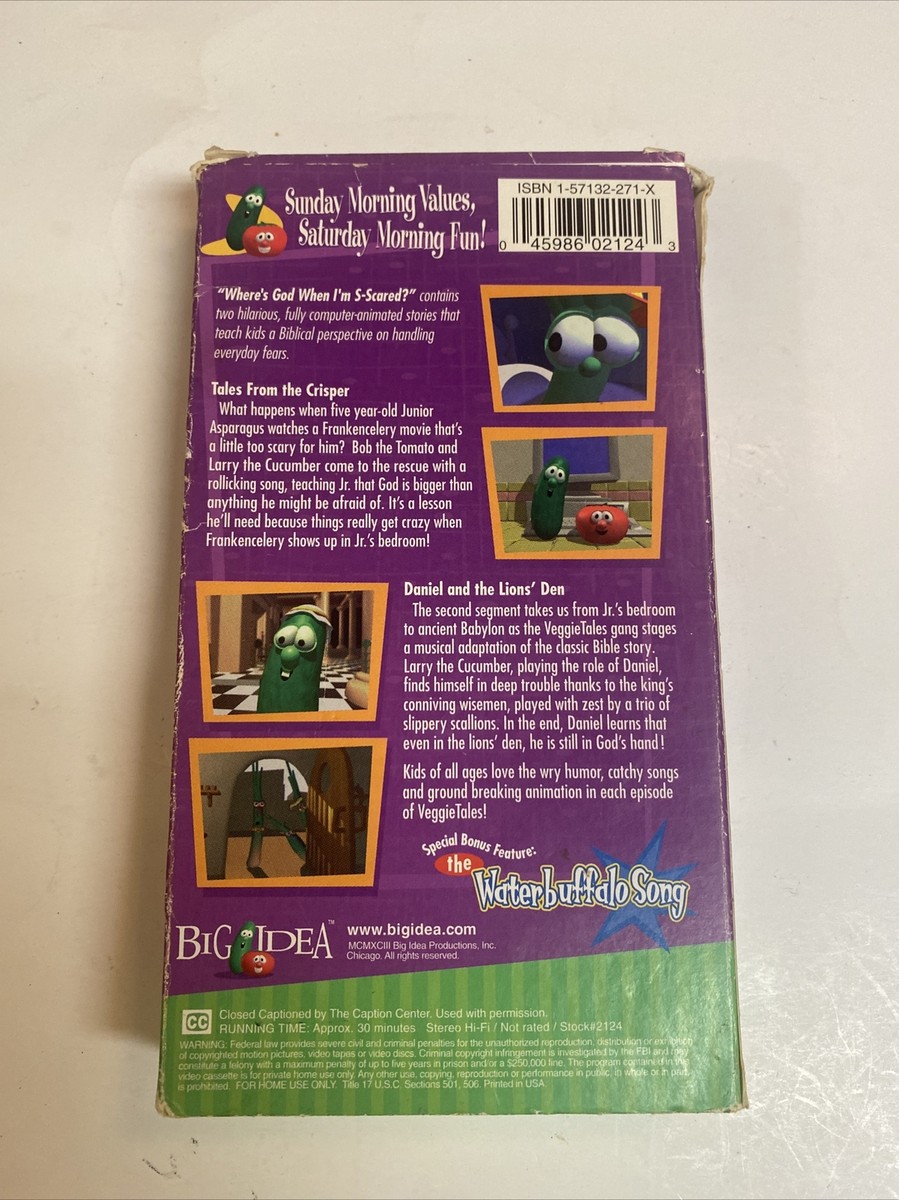 Sunday Morning Values,
Saturday Morning Fun!
ISBN 1-57132-271-X
0 45986 02124 3
"Where's God When I'm S-Scared?" contains
two hilarious, fully computer-animated stories that
teach kids a Biblical perspective on handling
everyday fears.
Tales From the Crisper
What happens when five year-old Junior
Asparagus watches a Frankencelery movie that's
a little too scary for him? Bob the Tomato and
Larry the Cucumber come to the rescue with a
rollicking song, teaching Jr. that God is bigger than
anything he might be afraid of. It's a lesson
he'll need because things really get crazy when
Frankencelery shows up in Jr.'s bedroom!
Daniel and the Lions' Den
The second segment takes us from Jr.'s bedroom
to ancient Babylon as the VeggieTales gang stages
a musical adaptation of the classic Bible story.
Larry the Cucumber, playing the role of Daniel,
finds himself in deep trouble thanks to the king's
conniving wisemen, played with zest by a trio of
slippery scallions. In the end, Daniel learns that
even in the lions' den, he is still in God's hand!
Kids of all ages love the wry humor, catchy songs
and ground breaking animation in each episode
of VeggieTales!
Special Bonus Feature:
the
Waterbuffalo Song
BIG IDEA™
www.bigidea.com
MCMXCIII Big Idea Productions, Inc.
Chicago. All rights reserved.
CC
Closed Captioned by The Caption Center. Used with permission.
RUNNING TIME: Approx. 30 minutes Stereo Hi-Fi / Not rated / Stock#2124
WARNING: Federal law provides severe civil and criminal penalties for the unauthorized reproduction, distribution or exhibition
of copyrighted motion pictures, video tapes or video discs. Criminal copyright infringement is investigated by the FBI and may
constitute a felony with a maximum penalty of up to five years in prison and/or a $250,000 fine. The program contained in this
video cassette is for private home use only. Any other use, copying, reproduction or performance in public, in whole or in part,
is prohibited. FOR HOME USE ONLY. Title 17 U.S.C. Sections 501, 506. Printed in USA